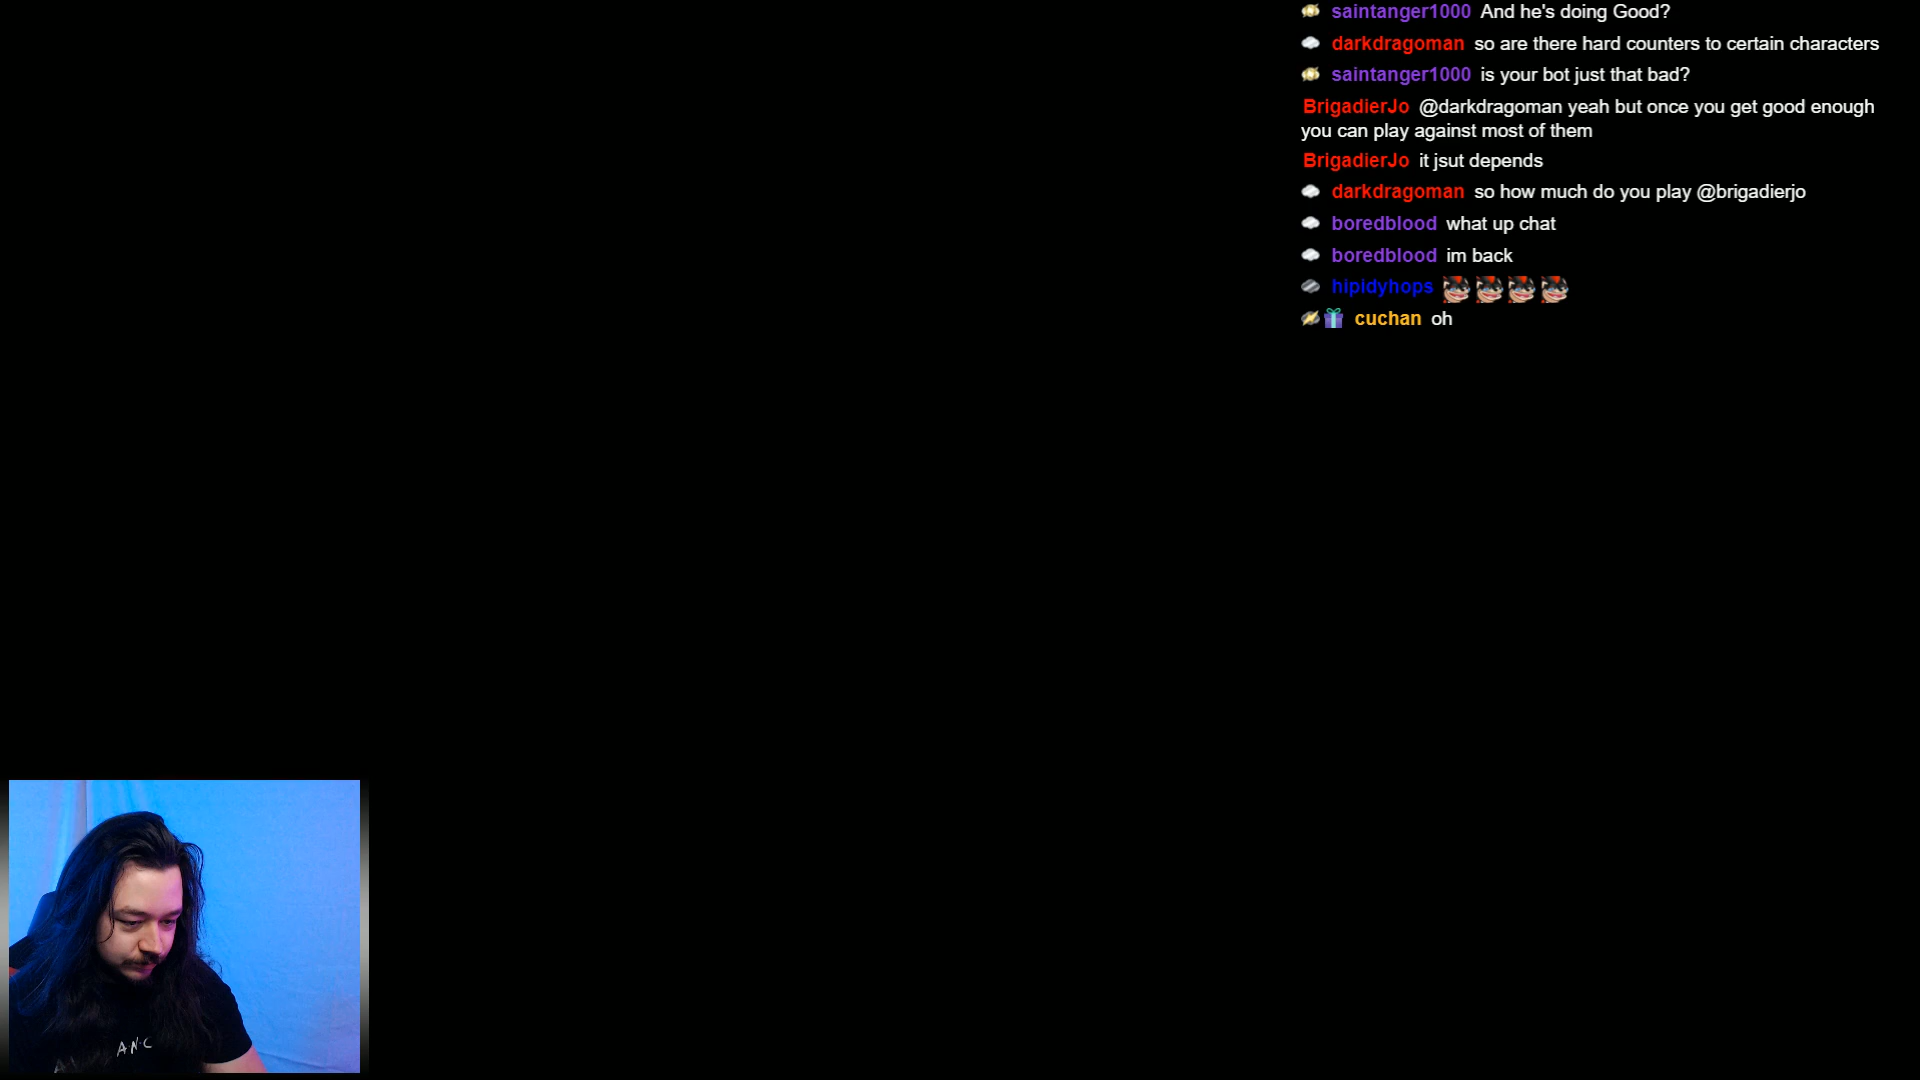 saintanger1000 And he's doing Good?
darkdragoman so are there hard counters to certain characters
saintanger1000 is your bot just that bad?
BrigadierJo @darkdragoman yeah but once you get good enough
you can play against most of them
BrigadierJo it jsut depends
darkdragoman so how much do you play @brigadierjo
boredblood what up chat
boredblood im back
hipidyhops
cuchan oh